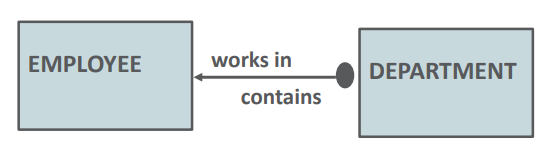 EMPLOYEE
works in
contains
DEPARTMENT